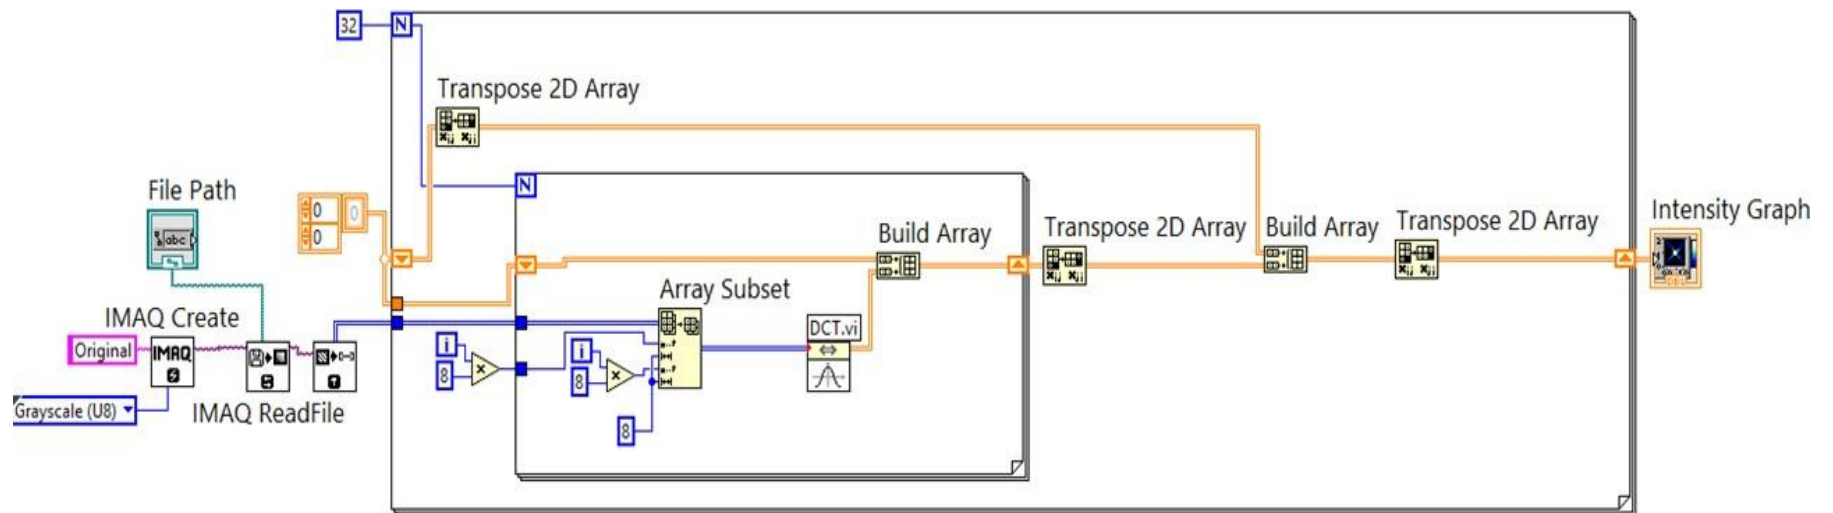 32
N
Transpose 2D Array
N
File Path
abc
0
0
0
Build Array
Transpose 2D Array
Build Array
Transpose 2D Array
Intensity Graph
Array Subset
IMAQ Create
Original
IMAQ
DCT.vi
i
8
x
i
8
x
8
Grayscale (U8)
IMAQ ReadFile